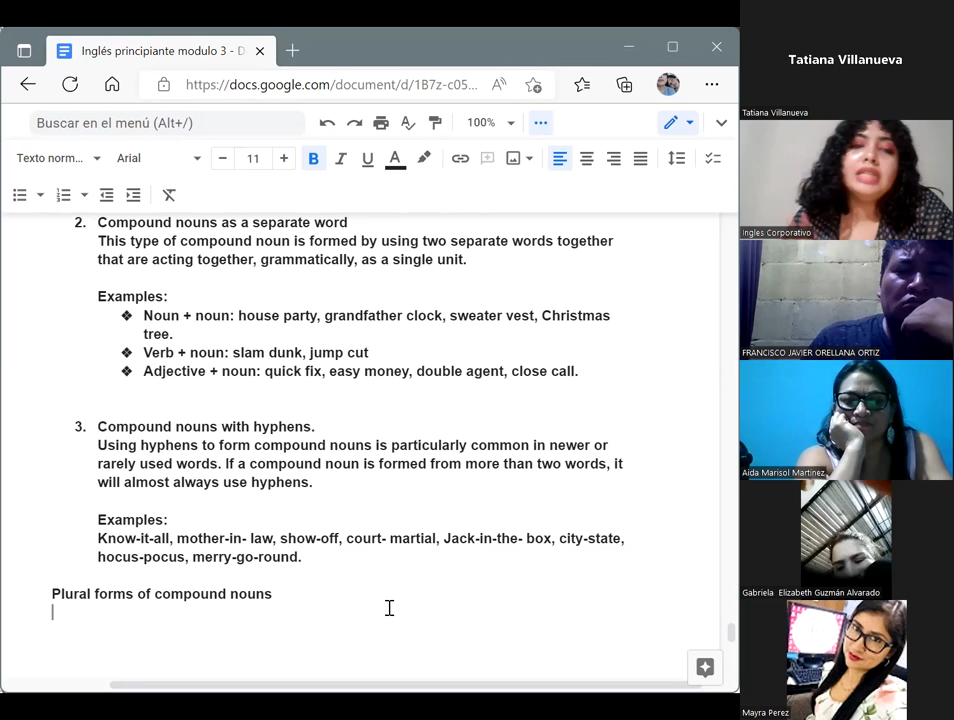 Inglés principiante modulo 3 - D
https://docs.google.com/document/d/1B7z-c05...
Buscar en el menú (Alt+/)
100%
Texto norm...
Arial
11
2. Compound nouns as a separate word
This type of compound noun is formed by using two separate words together
that are acting together, grammatically, as a single unit.
Examples:
❖ Noun + noun: house party, grandfather clock, sweater vest, Christmas
tree.
❖ Verb + noun: slam dunk, jump cut
❖ Adjective + noun: quick fix, easy money, double agent, close call.
3. Compound nouns with hyphens.
Using hyphens to form compound nouns is particularly common in newer or
rarely used words. If a compound noun is formed from more than two words, it
will almost always use hyphens.
Examples:
Know-it-all, mother-in- law, show-off, court- martial, Jack-in-the- box, city-state,
hocus-pocus, merry-go-round.
Plural forms of compound nouns
Tatiana Villanueva
Tatiana Villanueva
Ingles Corporativo
FRANCISCO JAVIER ORELLANA ORTIZ
Aida Marisol Martinez
Gabriela Elizabeth Guzmán Alvarado
Mayra Perez